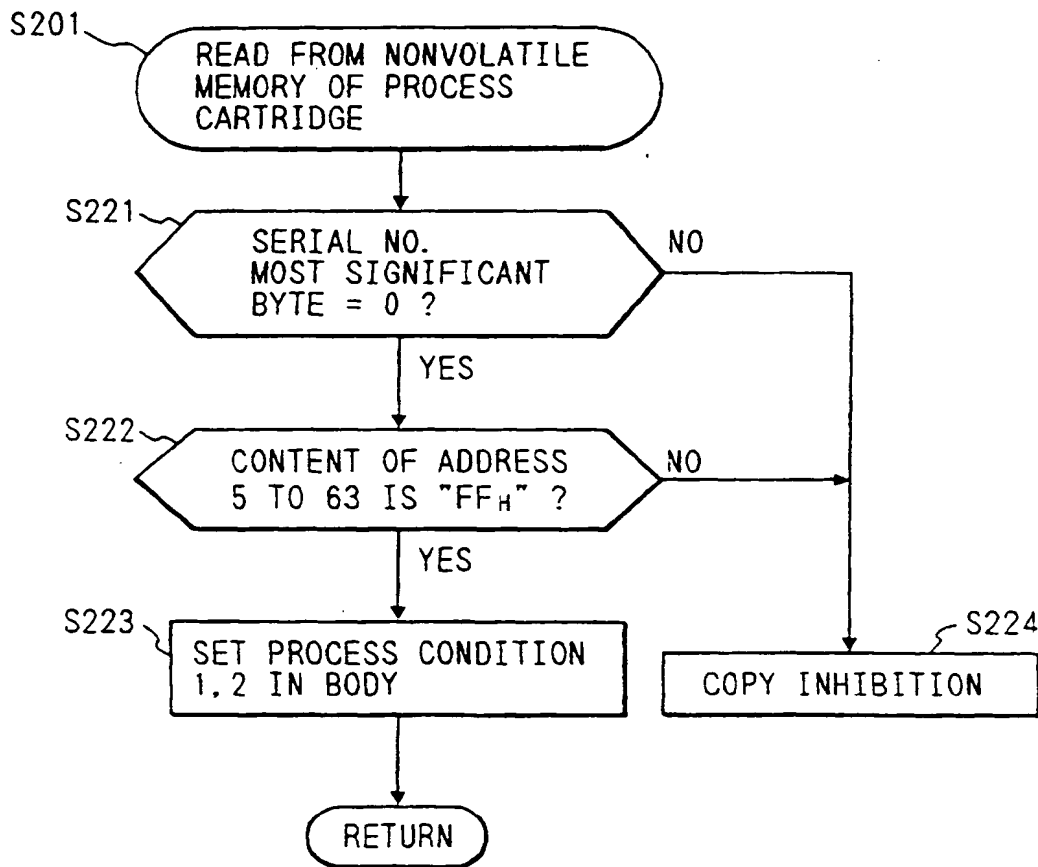 S201
READ FROM NONVOLATILE
MEMORY OF PROCESS
CARTRIDGE
S221
SERIAL NO.
MOST SIGNIFICANT
BYTE = 0 ?
NO
YES
S222
CONTENT OF ADDRESS
5 TO 63 IS "FFH" ?
NO
YES
S223
SET PROCESS CONDITION
1,2 IN BODY
S224
COPY INHIBITION
RETURN